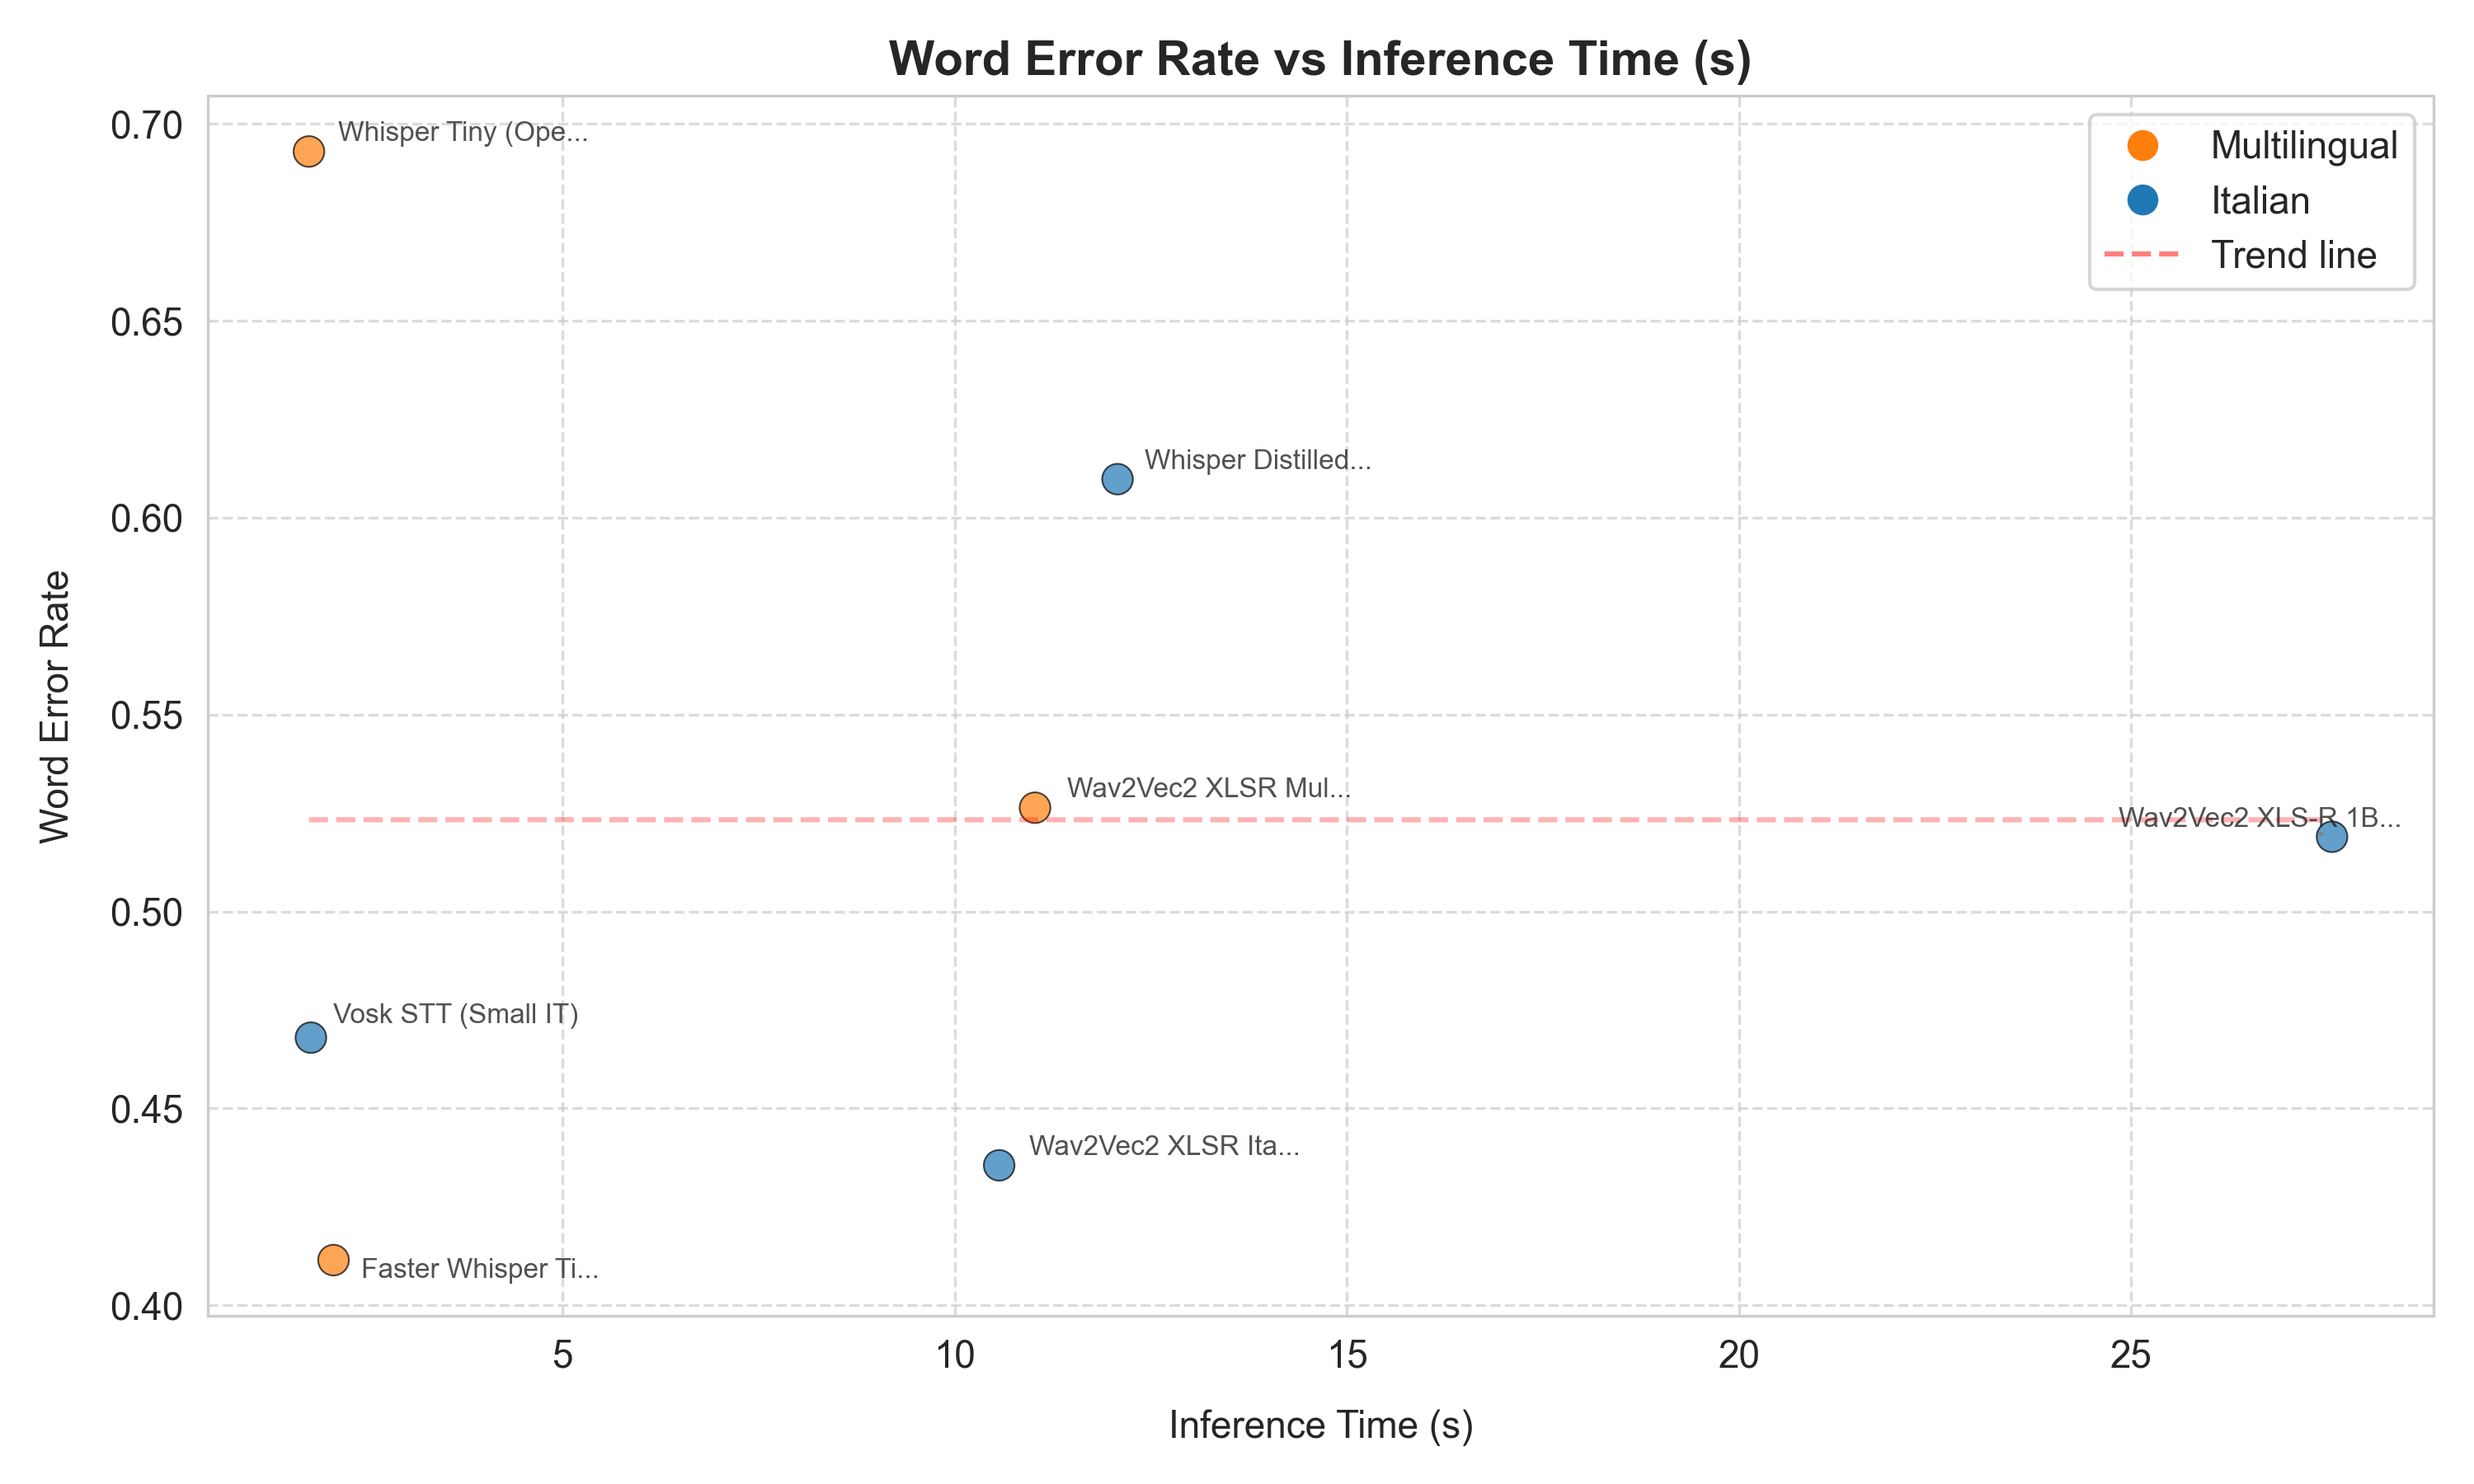 Word Error Rate vs Inference Time (s)
0.70
0.65
0.60
0.55
0.50
0.45
0.40
Word Error Rate
Whisper Tiny (Ope...
Whisper Distilled...
Wav2Vec2 XLSR Mul...
Wav2Vec2 XLS-R 1B...
Vosk STT (Small IT)
Wav2Vec2 XLSR Ita...
Faster Whisper Ti...
Multilingual
Italian
Trend line
5
10
15
20
25
Inference Time (s)